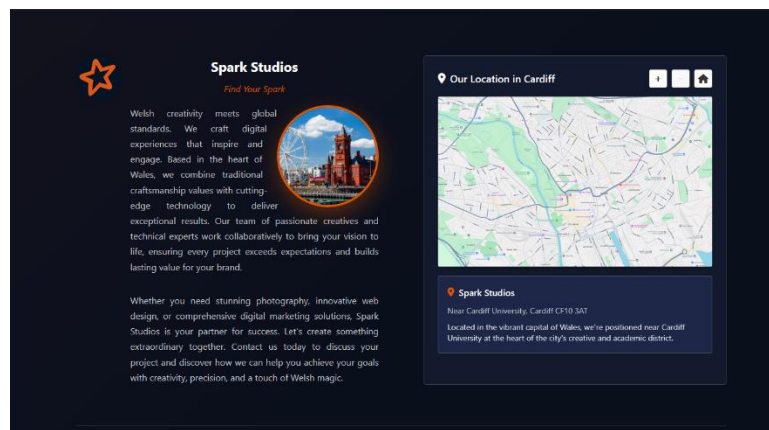 Spark Studios
Find Your Spark
Welsh creativity meets global
standards. We craft digital
experiences that inspire and
engage. Based in the heart of
Wales, we combine traditional
craftsmanship values with cutting-
edge technology to deliver
exceptional results. Our team of passionate creatives and
technical experts work collaboratively to bring your vision to
life, ensuring every project exceeds expectations and builds
lasting value for your brand.
Whether you need stunning photography, innovative web
design, or comprehensive digital marketing solutions, Spark
Studios is your partner for success. Let's create something
extraordinary together. Contact us today to discuss your
project and discover how we can help you achieve your goals
with creativity, precision, and a touch of Welsh magic.
Our Location in Cardiff
+
Spark Studios
Near Cardiff University, Cardiff CF10 3AT
Located in the vibrant capital of Wales, we're positioned near Cardiff
University at the heart of the city's creative and academic district.